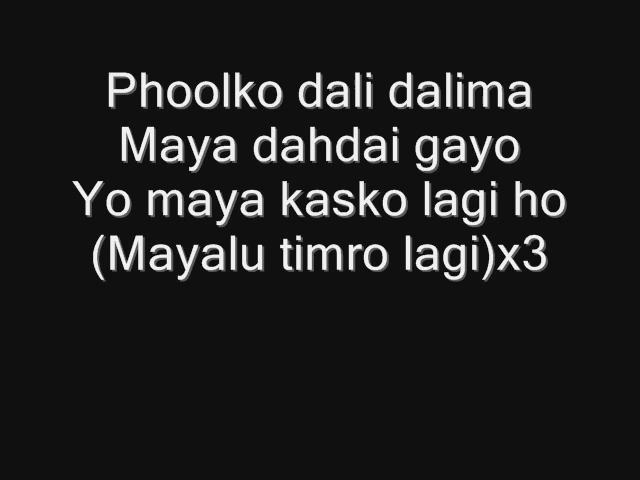 Phoolko dali dalima
Maya dahdai gayo
Yo maya kasko lagi ho
(Mayalu timro lagi)x3